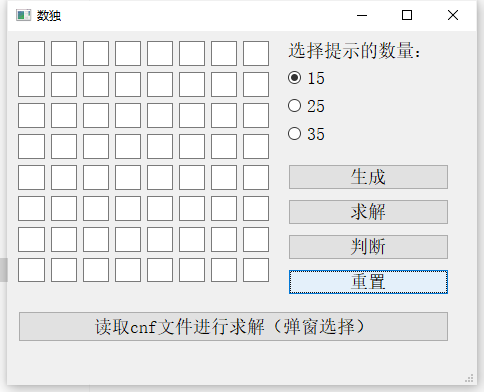 数独
选择提示的数量：
15
25
35
生成
求解
判断
重置
读取cnf文件进行求解（弹窗选择）